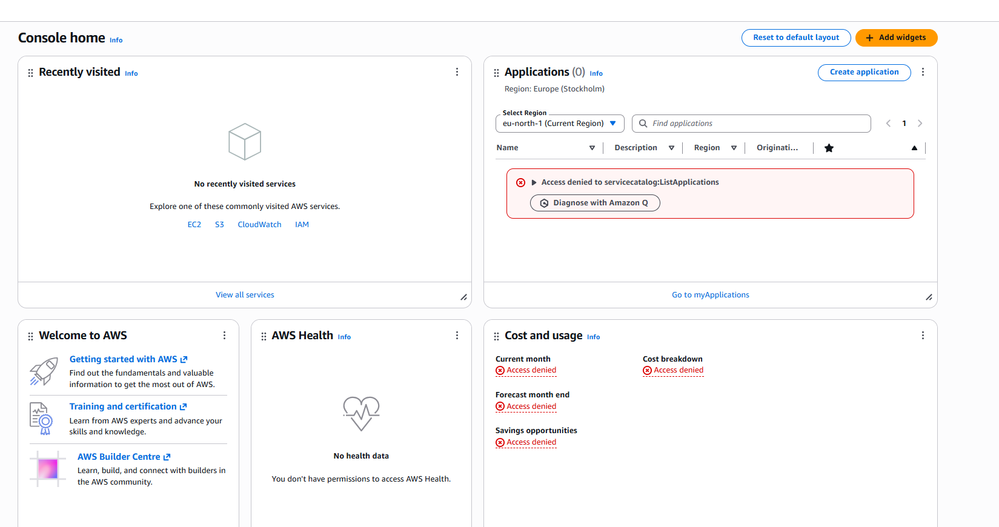 Console home Info
Reset to default layout
Add widgets
Recently visited Info
No recently visited services
Explore one of these commonly visited AWS services.
EC2 S3 CloudWatch IAM
View all services
Applications (0) Info
Create application
Region: Europe (Stockholm)
Select Region
eu-north-1 (Current Region)
Find applications
1
Name Description Region Originati...
Access denied to servicecatalog:ListApplications
Diagnose with Amazon Q
Go to myApplications
Welcome to AWS
Getting started with AWS
Find out the fundamentals and valuable
information to get the most out of AWS.
Training and certification
Learn from AWS experts and advance your
skills and knowledge.
AWS Builder Centre
Learn, build, and connect with builders in
the AWS community.
AWS Health Info
No health data
You don't have permissions to access AWS Health.
Cost and usage Info
Current month
Access denied
Cost breakdown
Access denied
Forecast month end
Access denied
Savings opportunities
Access denied